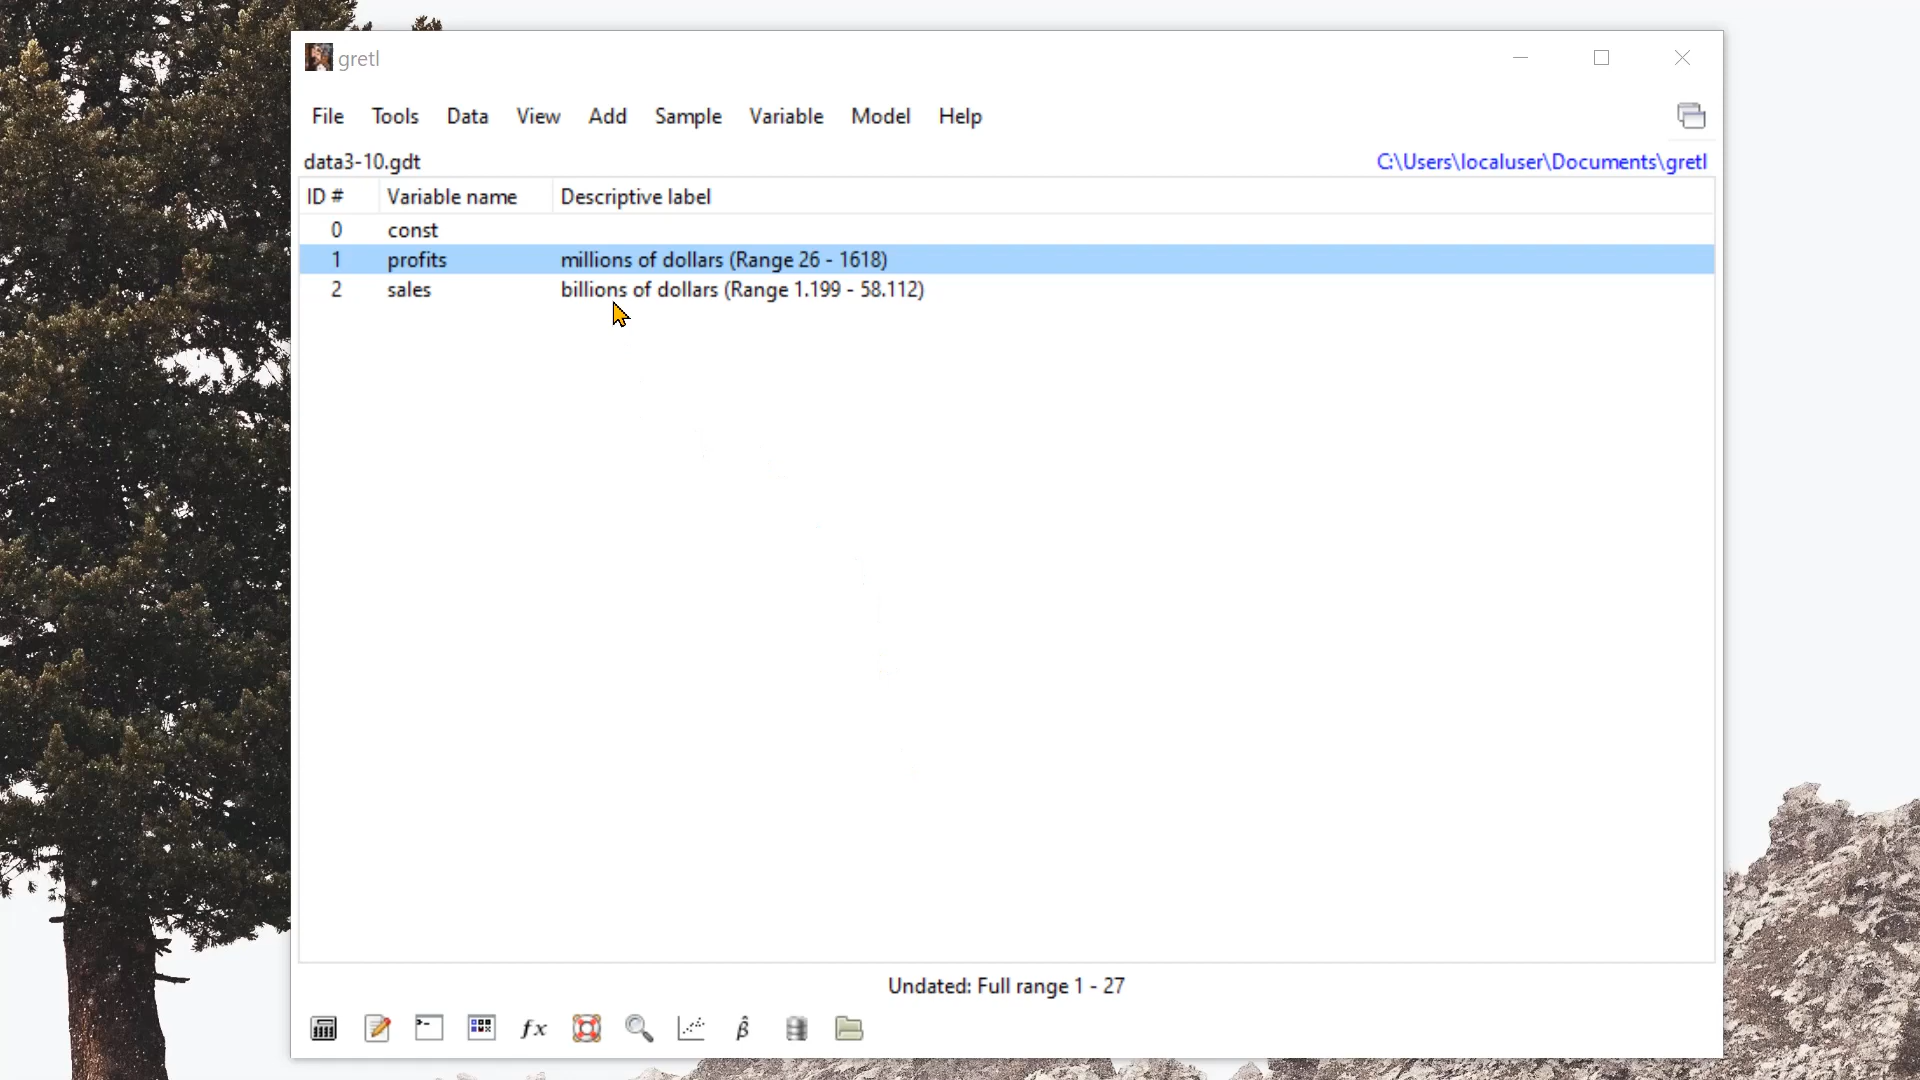 gretl
File Tools Data View Add Sample Variable Model Help
data3-10.gdt C:\Users\localuser\Documents\gretl
ID # Variable name Descriptive label
0 const
1 profits millions of dollars (Range 26 - 1618)
2 sales billions of dollars (Range 1.199 - 58.112)
Undated: Full range 1 - 27
fx β̂